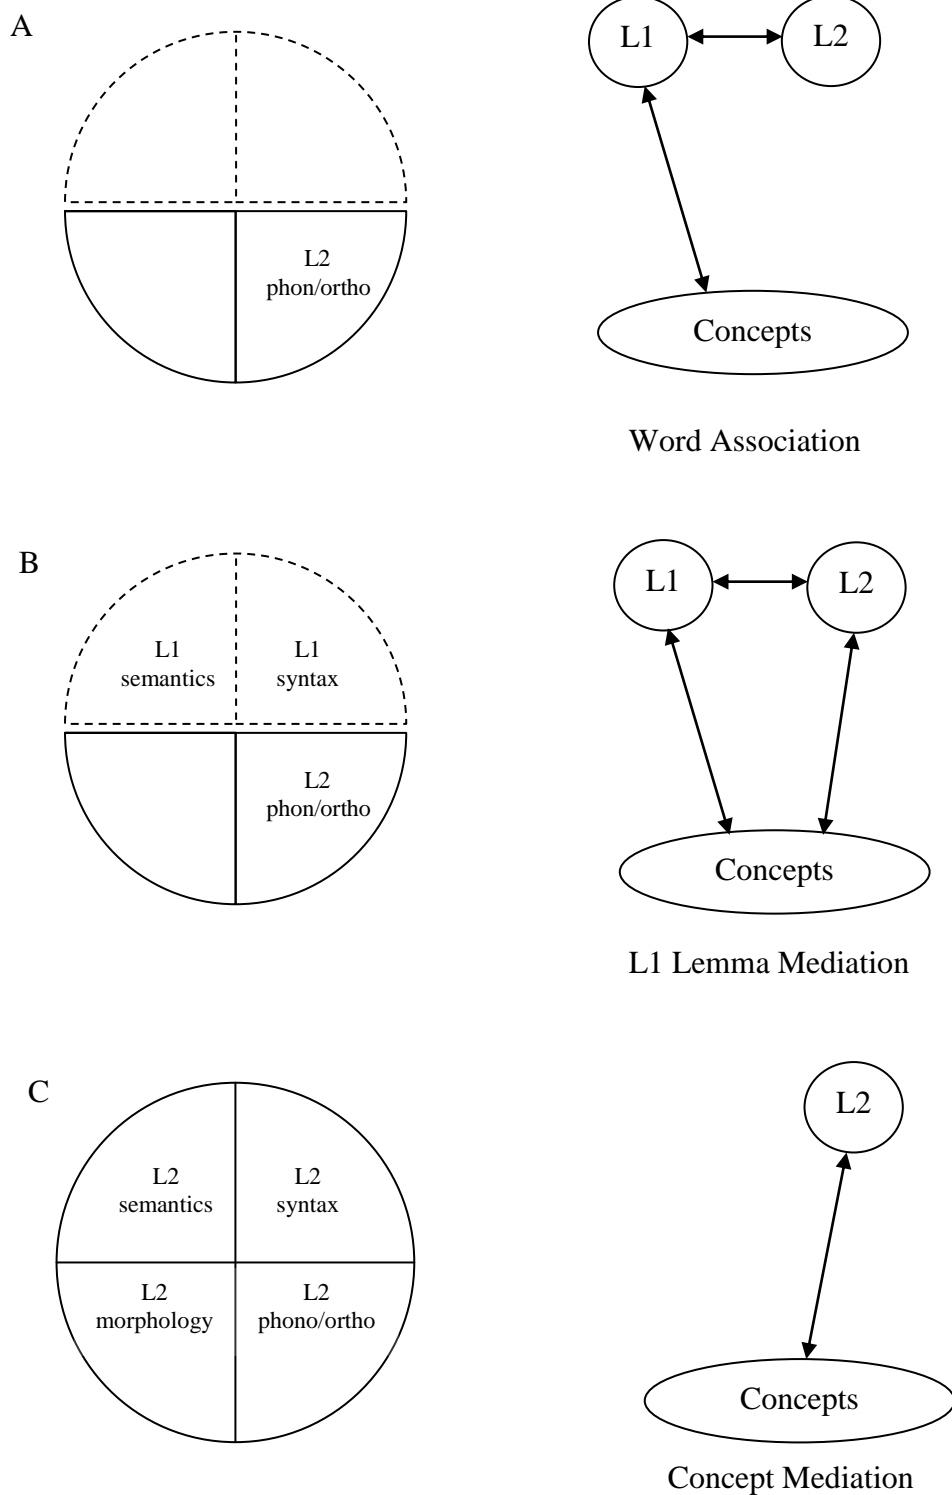 A
L1
L2
L2
phon/ortho
Concepts
Word Association
B
L1
L2
L1
semantics
L1
syntax
L2
phon/ortho
Concepts
L1 Lemma Mediation
C
L2
L2
semantics
L2
syntax
L2
morphology
L2
phono/ortho
Concepts
Concept Mediation